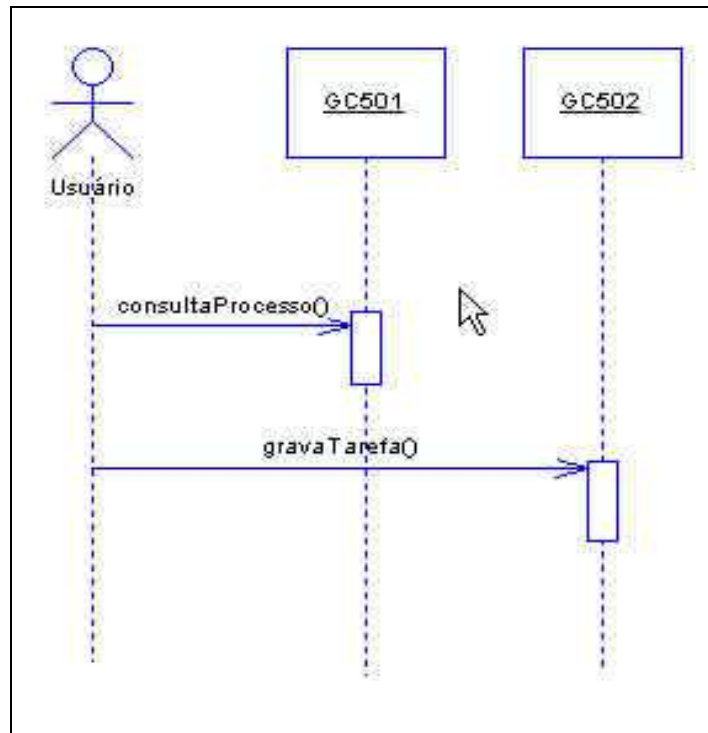 GC501
GC502
Usuário
consultaProcesso()
gravaTarefa()